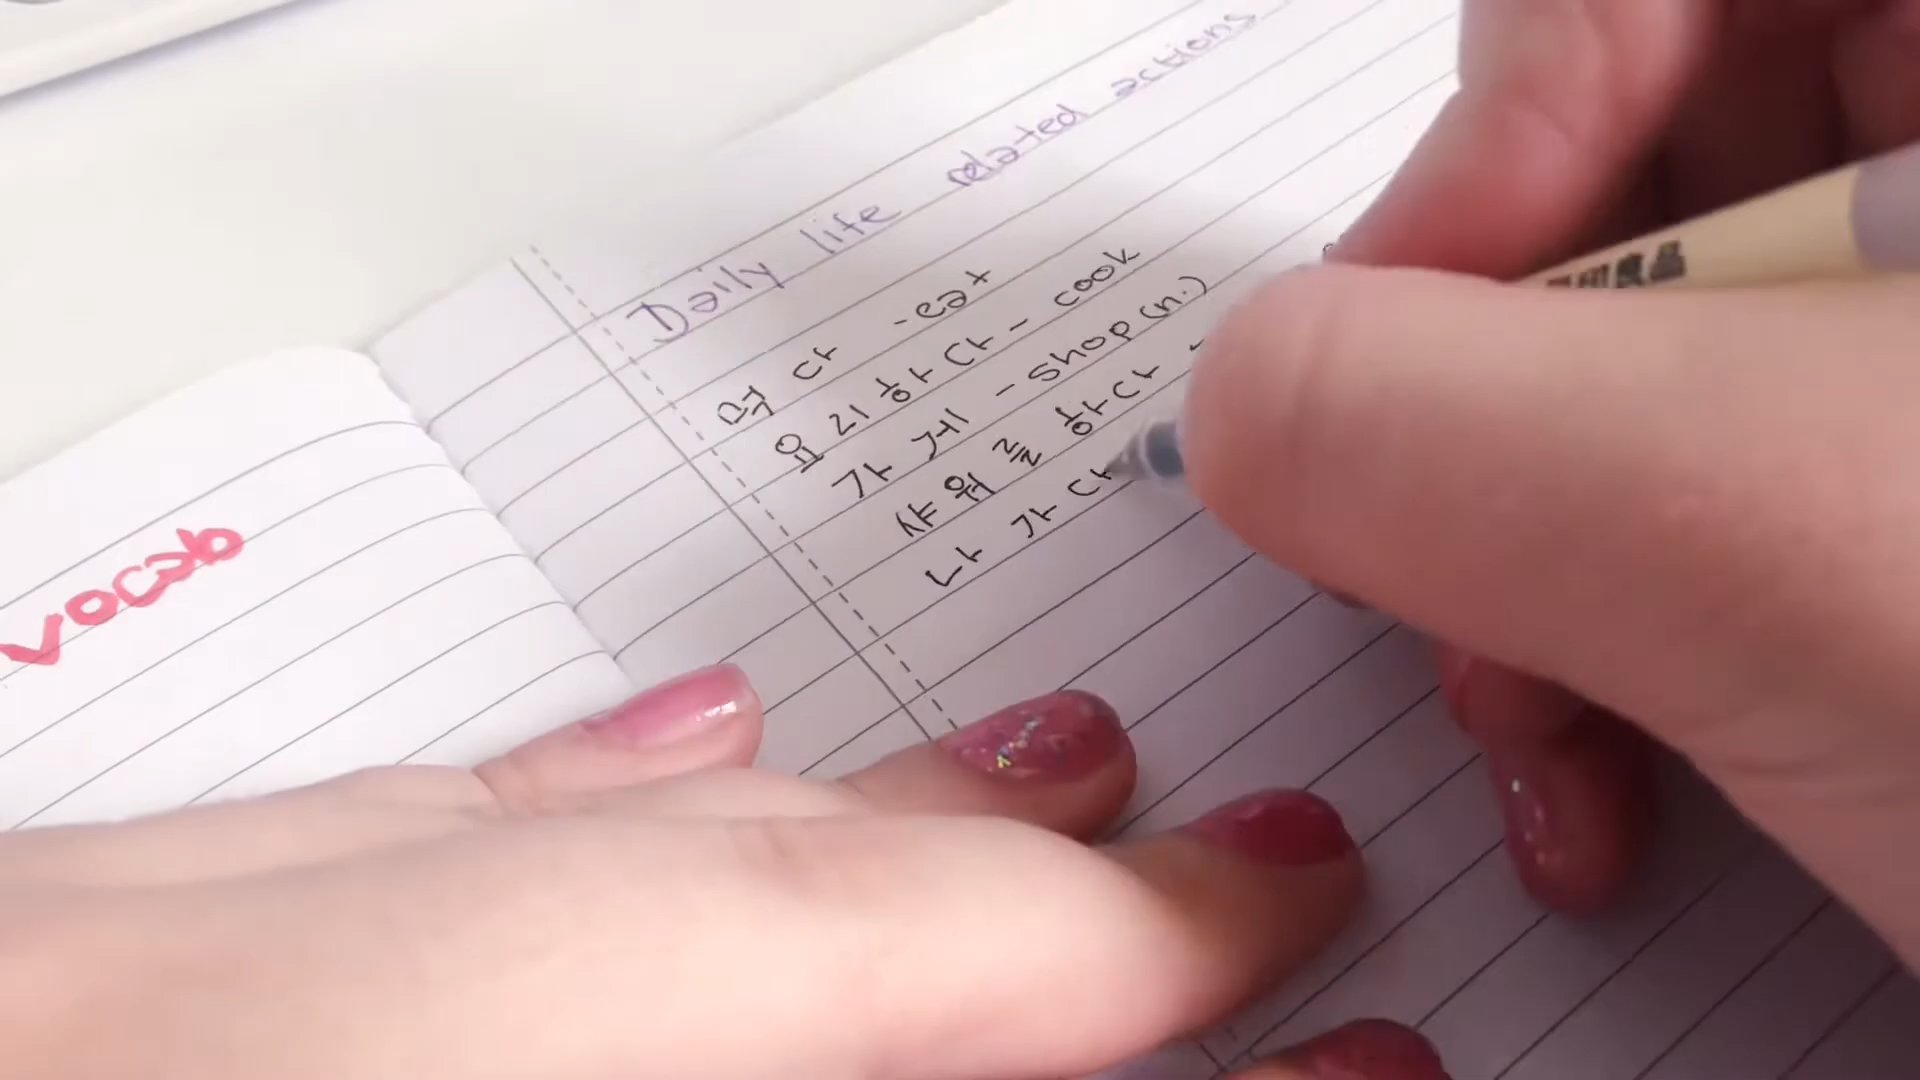 vocab
Daily life related actions
먹다 - eat
요리하다 - cook
가게 - shop (n.)
샤워를 하다
나가다